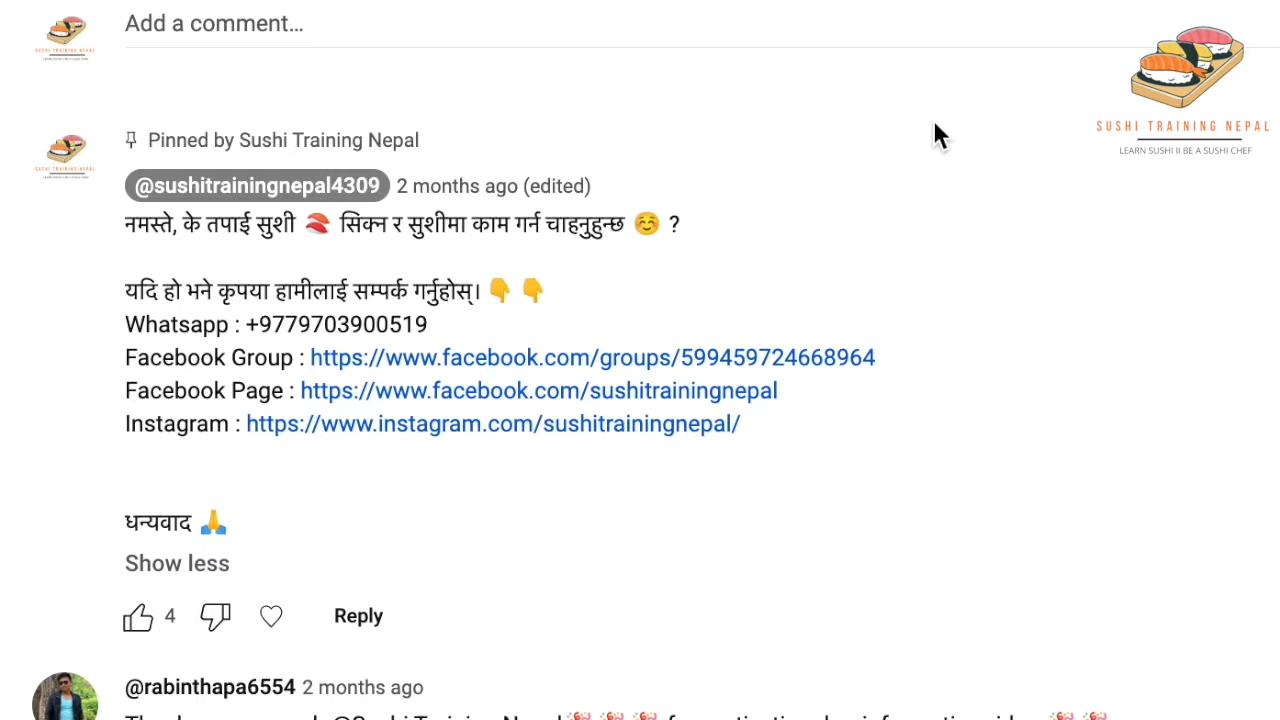 Add a comment…
SUSHI TRAINING NEPAL
LEARN SUSHI II BE A SUSHI CHEF
Pinned by Sushi Training Nepal
@sushitrainingnepal4309 2 months ago (edited)
नमस्ते, के तपाई सुशी 🍣 सिक्न र सुशीमा काम गर्न चाहनुहुन्छ ☺️ ?
यदि हो भने कृपया हामीलाई सम्पर्क गर्नुहोस्। 👇 👇
Whatsapp : +9779703900519
Facebook Group : https://www.facebook.com/groups/599459724668964
Facebook Page : https://www.facebook.com/sushitrainingnepal
Instagram : https://www.instagram.com/sushitrainingnepal/
धन्यवाद 🙏
Show less
4 Reply
@rabinthapa6554 2 months ago